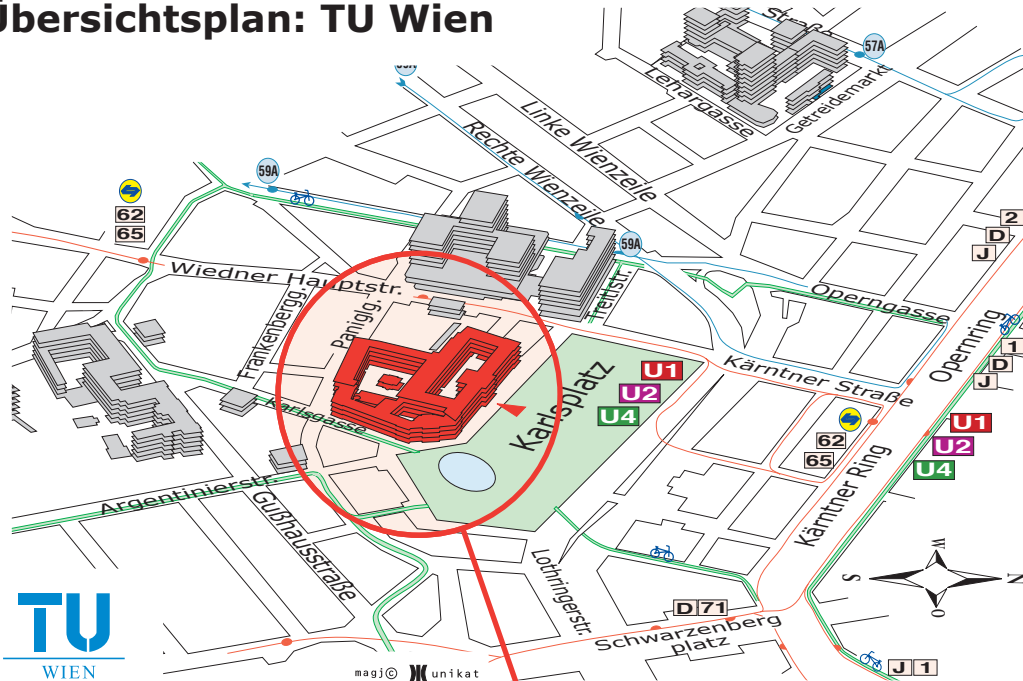 Übersichtsplan: TU Wien
Straße
57A
Lehargasse
Getreidemarkt
Linke Wienzeile
Rechte Wienzeile
59A
62
65
59A
2
D
J
Wiedner Hauptstr.
Treitlstr.
Operngasse
Frankenbergg.
Paniglg.
Opernring
1
D
J
Karlsplatz
U1
U2
U4
Kärntner Straße
Karlsgasse
62
65
U1
U2
U4
Kärntner Ring
Argentinierstr.
Gußhausstraße
Lothringerstr.
W
S
N
O
D 71
Schwarzenberg
platz
J 1
TU
WIEN
magj©
unikat